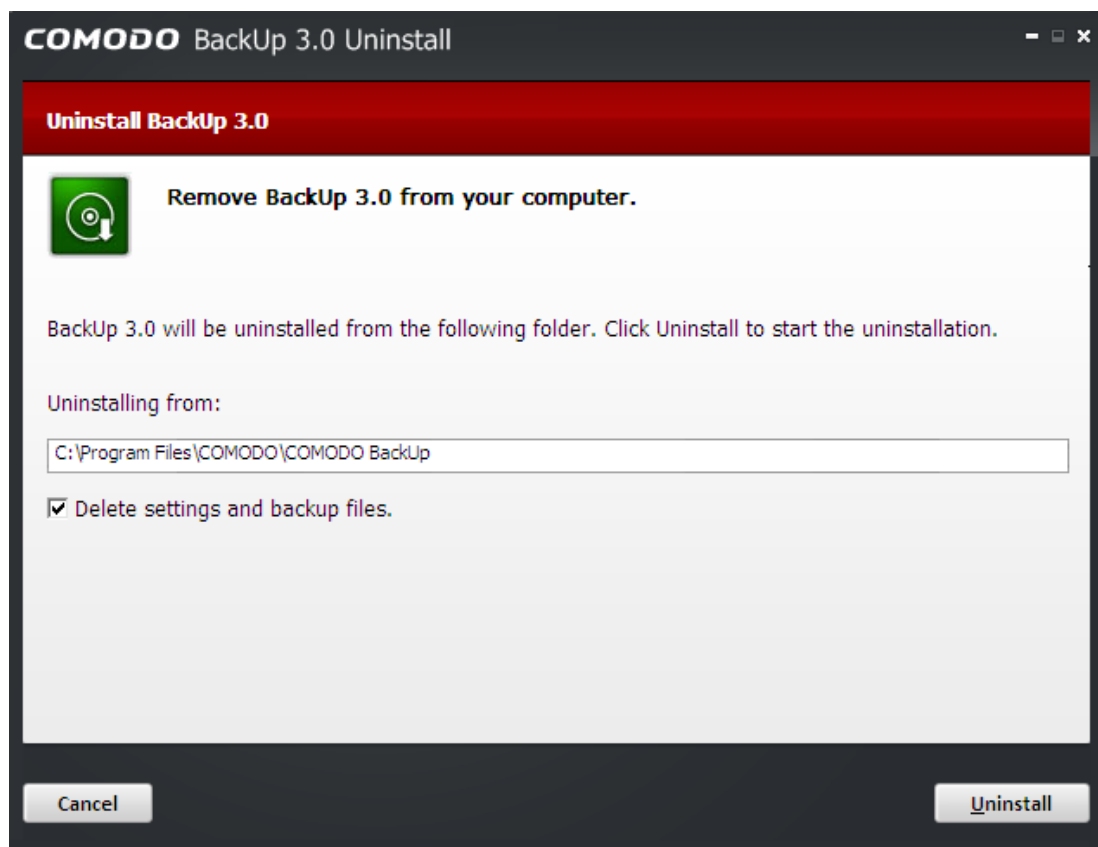 COMODO BackUp 3.0 Uninstall
Uninstall BackUp 3.0
Remove BackUp 3.0 from your computer.
BackUp 3.0 will be uninstalled from the following folder. Click Uninstall to start the uninstallation.
Uninstalling from:
C:\Program Files\COMODO\COMODO BackUp
Delete settings and backup files.
Cancel
Uninstall